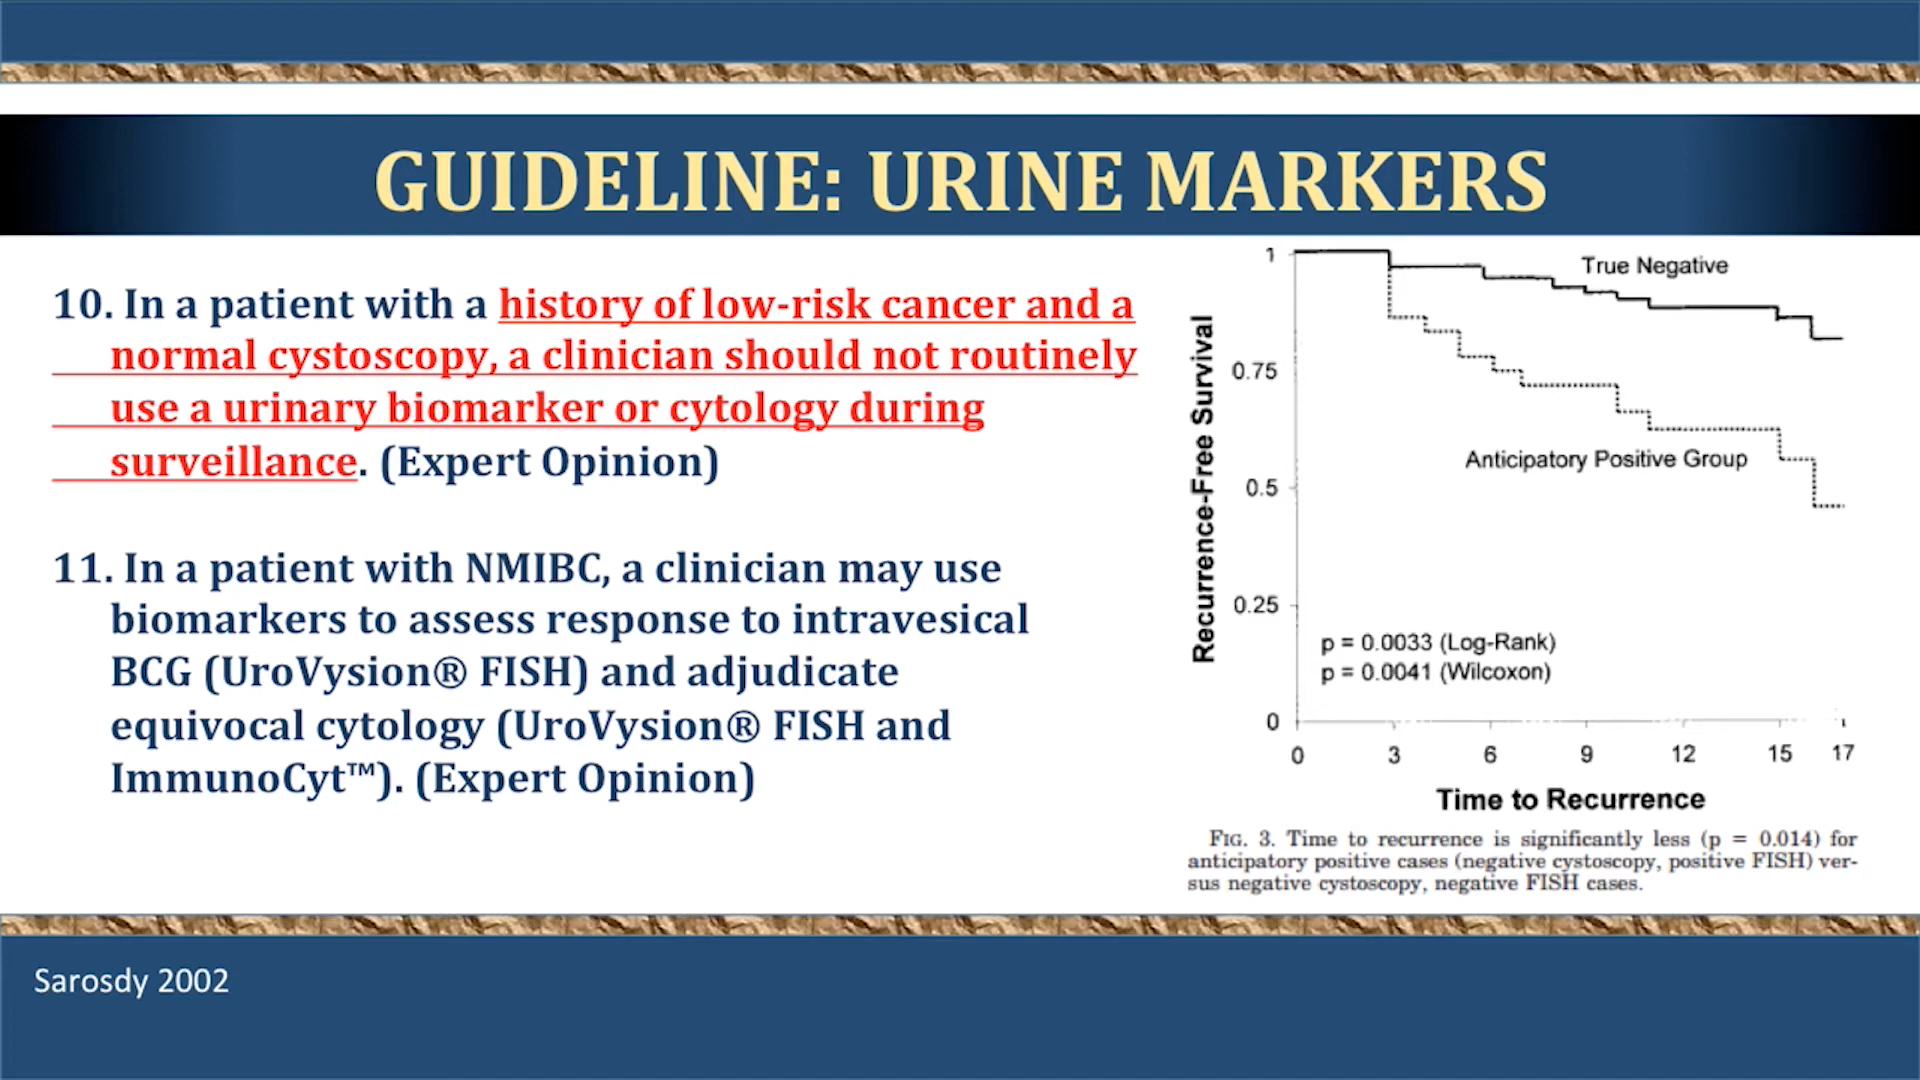 GUIDELINE: URINE MARKERS
10. In a patient with a history of low-risk cancer and a
normal cystoscopy, a clinician should not routinely
use a urinary biomarker or cytology during
surveillance. (Expert Opinion)
11. In a patient with NMIBC, a clinician may use
biomarkers to assess response to intravesical
BCG (UroVysion® FISH) and adjudicate
equivocal cytology (UroVysion® FISH and
ImmunoCyt™). (Expert Opinion)
Recurrence-Free Survival
1
0.75
0.5
0.25
0
True Negative
Anticipatory Positive Group
p = 0.0033 (Log-Rank)
p = 0.0041 (Wilcoxon)
0 3 6 9 12 15 17
Time to Recurrence
FIG. 3. Time to recurrence is significantly less (p = 0.014) for
anticipatory positive cases (negative cystoscopy, positive FISH) ver-
sus negative cystoscopy, negative FISH cases.
Sarosdy 2002